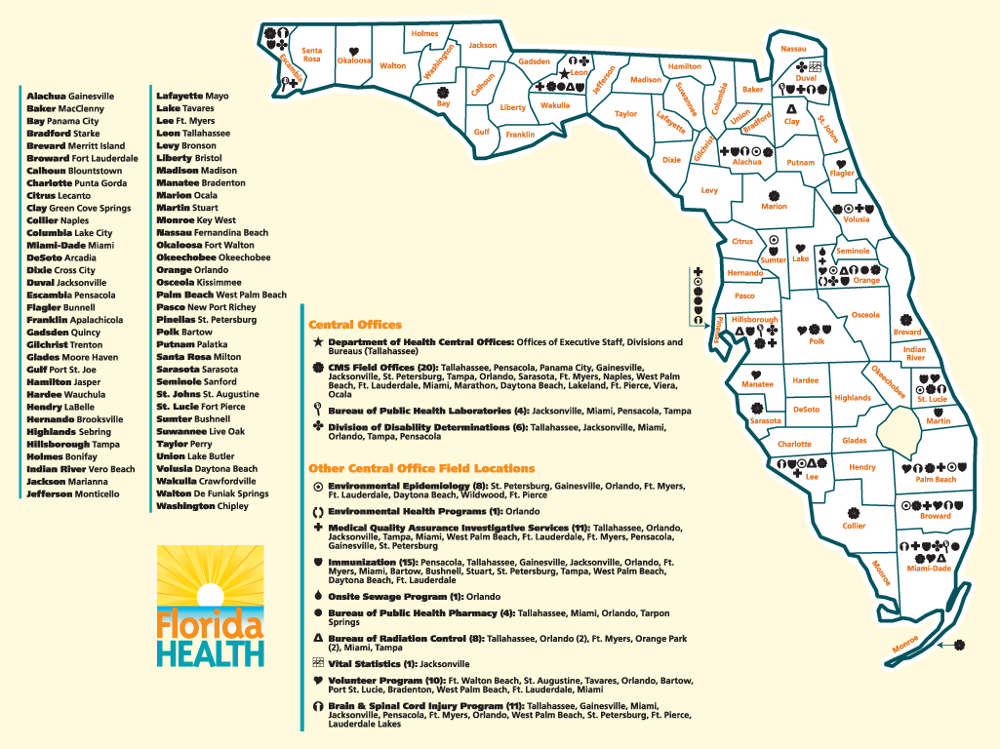 Alachua Gainesville
Baker MacClenny
Bay Panama City
Bradford Starke
Brevard Merritt Island
Broward Fort Lauderdale
Calhoun Blountstown
Charlotte Punta Gorda
Citrus Lecanto
Clay Green Cove Springs
Collier Naples
Columbia Lake City
Miami-Dade Miami
DeSoto Arcadia
Dixie Cross City
Duval Jacksonville
Escambia Pensacola
Flagler Bunnell
Franklin Apalachicola
Gadsden Quincy
Gilchrist Trenton
Glades Moore Haven
Gulf Port St. Joe
Hamilton Jasper
Hardee Wauchula
Hendry LaBelle
Hernando Brooksville
Highlands Sebring
Hillsborough Tampa
Holmes Bonifay
Indian River Vero Beach
Jackson Marianna
Jefferson Monticello
Lafayette Mayo
Lake Tavares
Lee Ft. Myers
Leon Tallahassee
Levy Bronson
Liberty Bristol
Madison Madison
Manatee Bradenton
Marion Ocala
Martin Stuart
Monroe Key West
Nassau Fernandina Beach
Okaloosa Fort Walton
Okeechobee Okeechobee
Orange Orlando
Osceola Kissimmee
Palm Beach West Palm Beach
Pasco New Port Richey
Pinellas St. Petersburg
Polk Bartow
Putnam Palatka
Santa Rosa Milton
Sarasota Sarasota
Seminole Sanford
St. Johns St. Augustine
St. Lucie Fort Pierce
Sumter Bushnell
Suwannee Live Oak
Taylor Perry
Union Lake Butler
Volusia Daytona Beach
Wakulla Crawfordville
Walton De Funiak Springs
Washington Chipley
Florida
HEALTH
Central Offices
Department of Health Central Offices: Offices of Executive Staff, Divisions and
Bureaus (Tallahassee)
CMS Field Offices (20): Tallahassee, Pensacola, Panama City, Gainesville,
Jacksonville, St. Petersburg, Tampa, Orlando, Sarasota, Ft. Myers, Naples, West Palm
Beach, Ft. Lauderdale, Miami, Marathon, Daytona Beach, Lakeland, Ft. Pierce, Viera,
Ocala
Bureau of Public Health Laboratories (4): Jacksonville, Miami, Pensacola, Tampa
Division of Disability Determinations (6): Tallahassee, Jacksonville, Miami,
Orlando, Tampa, Pensacola
Other Central Office Field Locations
Environmental Epidemiology (8): St. Petersburg, Gainesville, Orlando, Ft. Myers,
Ft. Lauderdale, Daytona Beach, Wildwood, Ft. Pierce
Environmental Health Programs (1): Orlando
Medical Quality Assurance Investigative Services (11): Tallahassee, Orlando,
Jacksonville, Tampa, Miami, West Palm Beach, Ft. Lauderdale, Ft. Myers, Pensacola,
Gainesville, St. Petersburg
Immunization (15): Pensacola, Tallahassee, Gainesville, Jacksonville, Orlando, Ft.
Myers, Miami, Bartow, Bushnell, Stuart, St. Petersburg, Tampa, West Palm Beach,
Daytona Beach, Ft. Lauderdale
Onsite Sewage Program (1): Orlando
Bureau of Public Health Pharmacy (4): Tallahassee, Miami, Orlando, Tarpon
Springs
Bureau of Radiation Control (8): Tallahassee, Orlando (2), Ft. Myers, Orange Park
(2), Miami, Tampa
Vital Statistics (1): Jacksonville
Volunteer Program (10): Ft. Walton Beach, St. Augustine, Tavares, Orlando, Bartow,
Port St. Lucie, Bradenton, West Palm Beach, Ft. Lauderdale, Miami
Brain & Spinal Cord Injury Program (11): Tallahassee, Gainesville, Miami,
Jacksonville, Pensacola, Ft. Myers, Orlando, West Palm Beach, St. Petersburg, Ft. Pierce,
Lauderdale Lakes
Escambia
Santa
Rosa
Okaloosa
Walton
Holmes
Washington
Jackson
Bay
Calhoun
Gulf
Liberty
Franklin
Gadsden
Leon
Wakulla
Jefferson
Madison
Taylor
Hamilton
Suwannee
Lafayette
Dixie
Columbia
Gilchrist
Baker
Union
Bradford
Alachua
Levy
Nassau
Duval
Clay
St. Johns
Putnam
Flagler
Marion
Volusia
Citrus
Sumter
Lake
Seminole
Orange
Hernando
Pasco
Pinellas
Hillsborough
Polk
Osceola
Brevard
Indian
River
Manatee
Hardee
Highlands
Okeechobee
St. Lucie
Sarasota
DeSoto
Martin
Charlotte
Glades
Lee
Hendry
Palm Beach
Collier
Broward
Monroe
Miami-Dade
Monroe